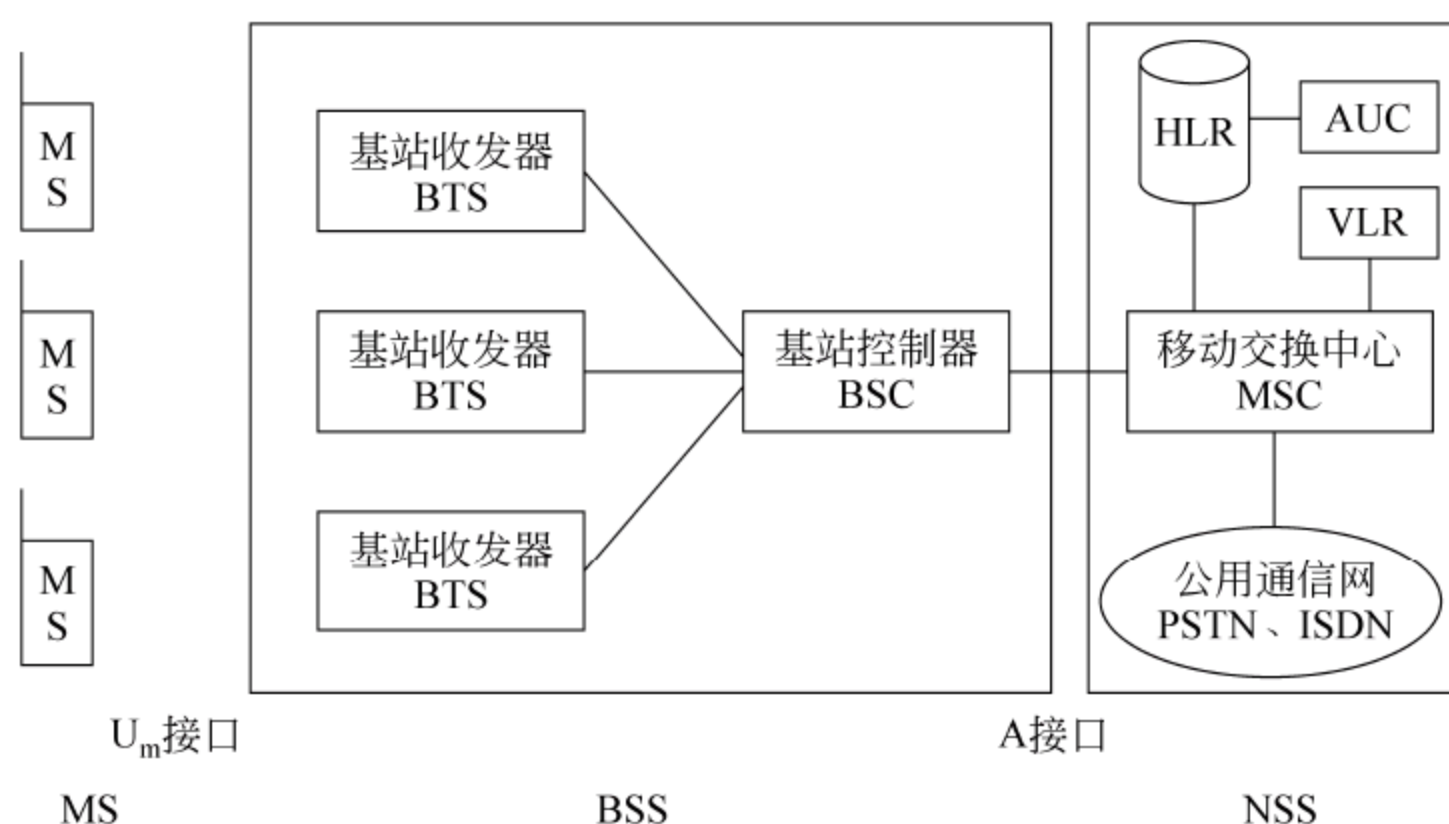 M
S
M
S
M
S
基站收发器
BTS
基站收发器
BTS
基站收发器
BTS
基站控制器
BSC
HLR
AUC
VLR
移动交换中心
MSC
公用通信网
PSTN、ISDN
Um接口
A接口
MS
BSS
NSS